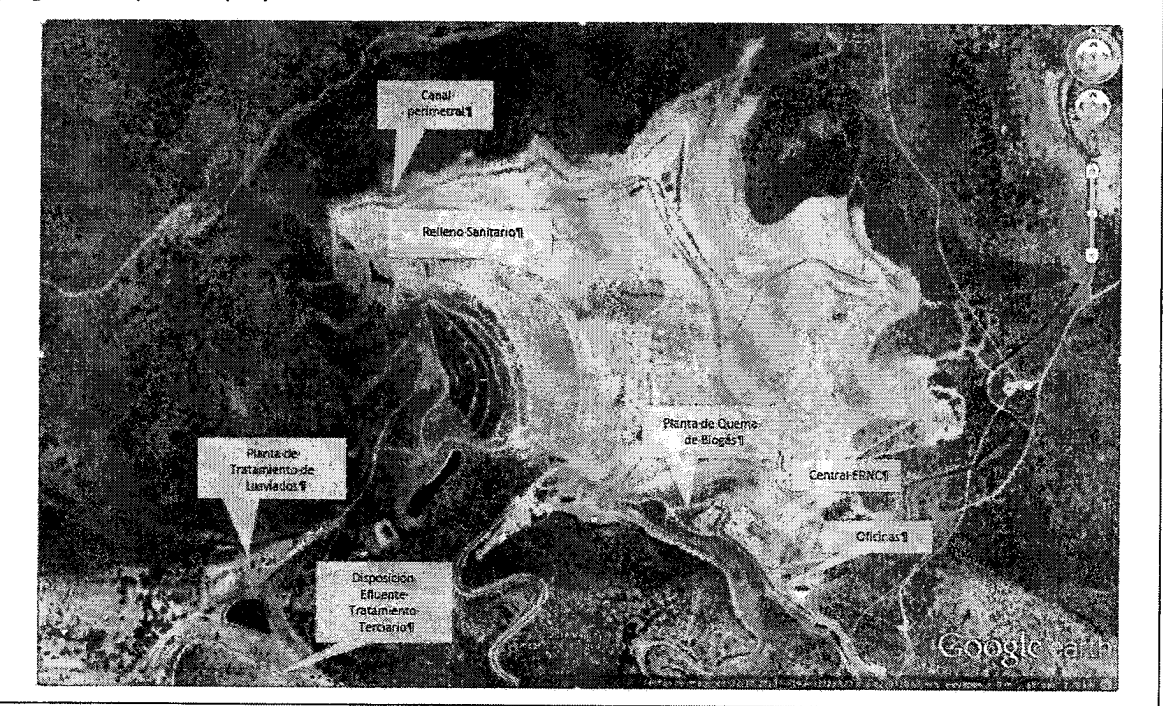 Canal
perimetral¶
Relleno·Sanitario¶
Planta·de·Quema·
de·Biogás¶
Planta·de·
Tratamiento·de·
Lixiviados¶
Central·ERNC¶
Oficinas¶
Disposición
Efluente·
Tratamiento·
Terciario¶
Google earth